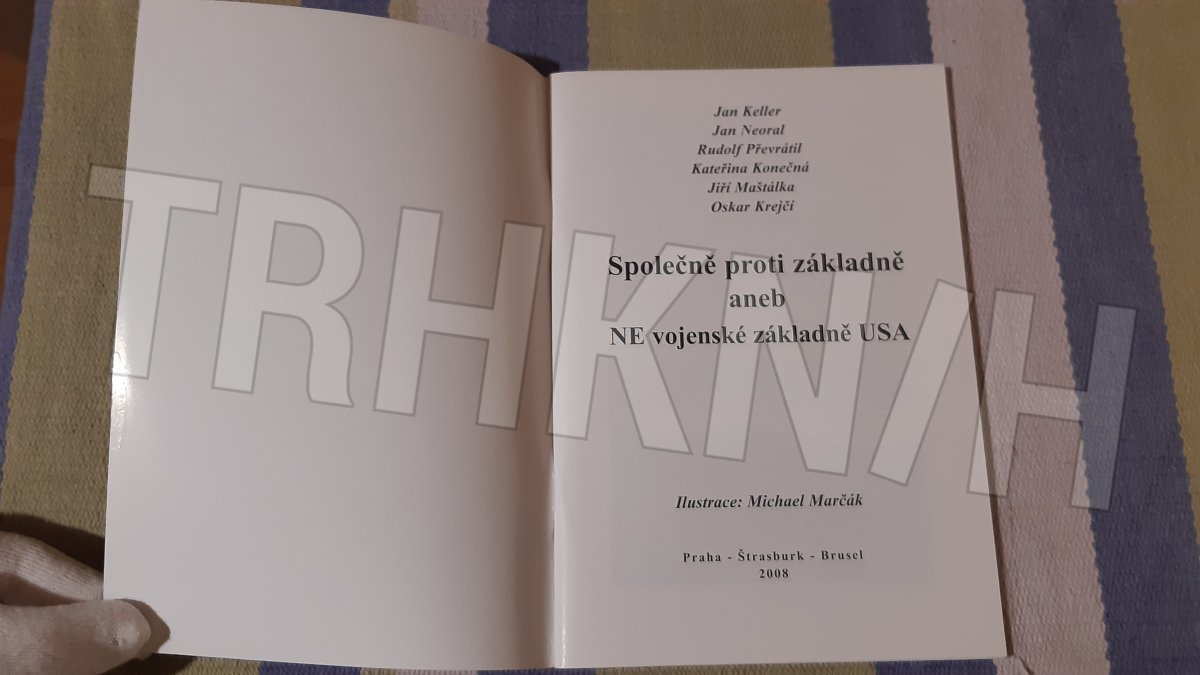 Jan Keller
Jan Neoral
Rudolf Převrátil
Kateřina Konečná
Jiří Maštálka
Oskar Krejčí
Společně proti základně
aneb
NE vojenské základně USA
Ilustrace: Michael Marčák
Praha - Štrasburk - Brusel
2008
TRHKNIH